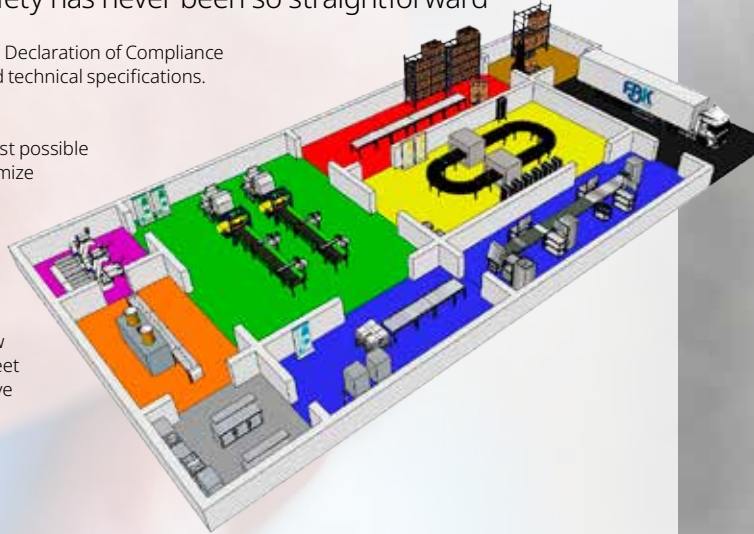 ety has never been so straightforward
Declaration of Compliance
d technical specifications.
st possible
mize
w
eet
ve
FBK